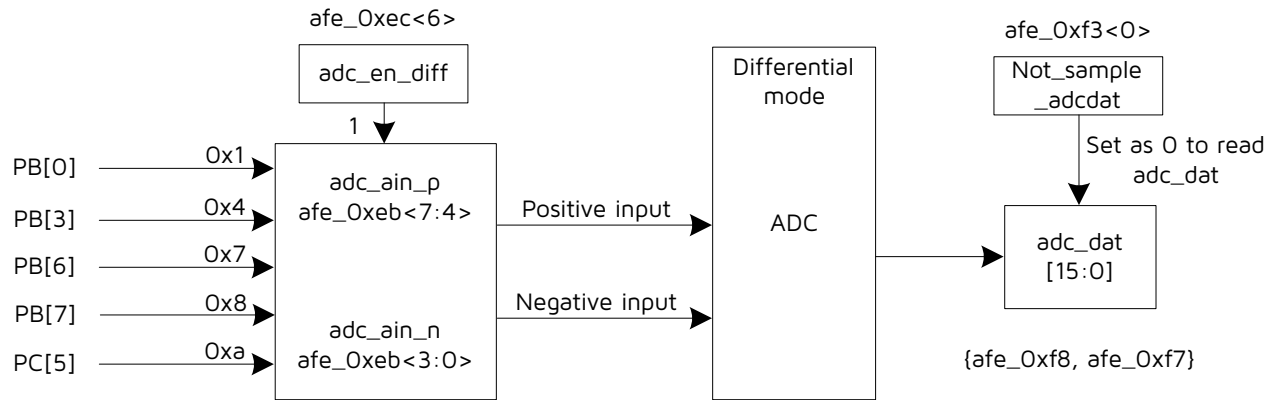 afe_0xec<6>
adc_en_diff
1
afe_0xf3<0>
Not_sample
_adcdat
Set as 0 to read
adc_dat
PB[0]
0x1
PB[3]
0x4
PB[6]
0x7
PB[7]
0x8
PC[5]
0xa
adc_ain_p
afe_0xeb<7:4>
adc_ain_n
afe_0xeb<3:0>
Positive input
Negative input
Differential
mode
ADC
adc_dat
[15:0]
{afe_0xf8, afe_0xf7}